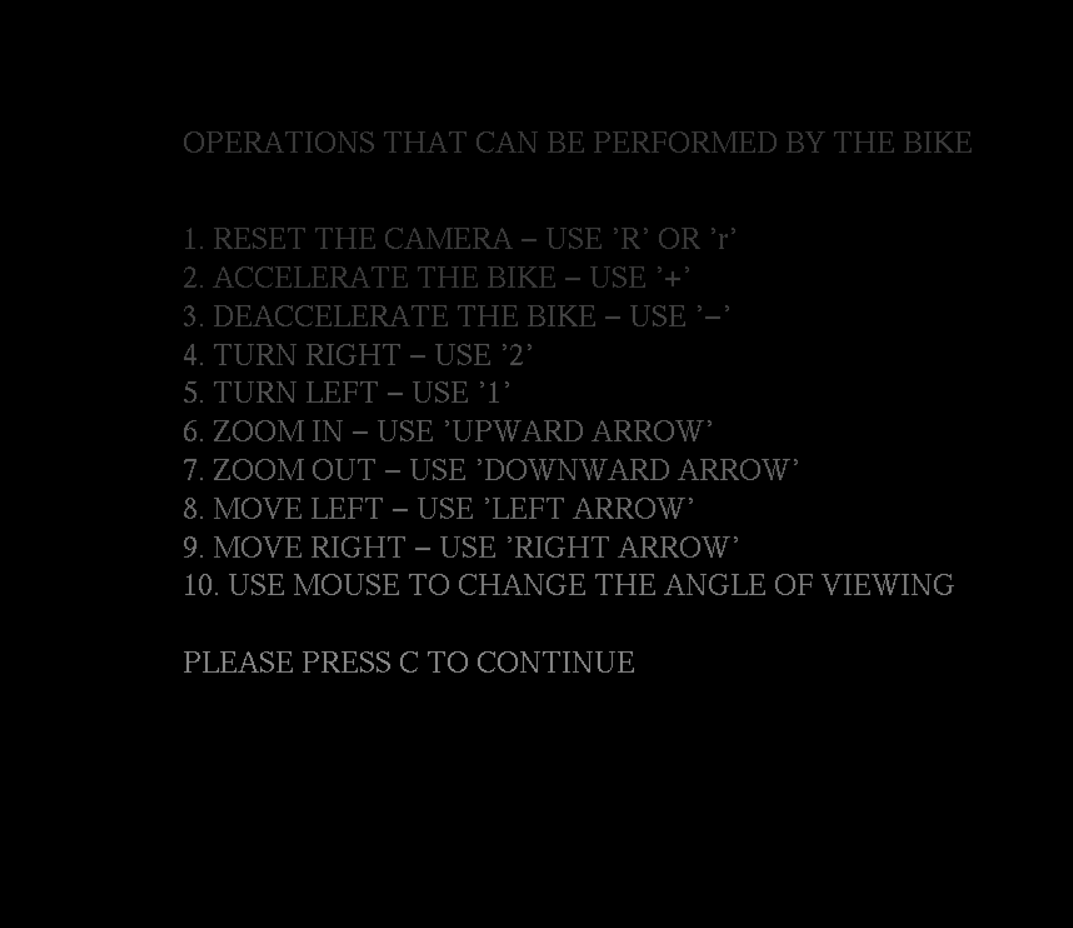 OPERATIONS THAT CAN BE PERFORMED BY THE BIKE
1. RESET THE CAMERA – USE ’R’ OR ’r’
2. ACCELERATE THE BIKE – USE ’+’
3. DEACCELERATE THE BIKE – USE ’–’
4. TURN RIGHT – USE ’2’
5. TURN LEFT – USE ’1’
6. ZOOM IN – USE ’UPWARD ARROW’
7. ZOOM OUT – USE ’DOWNWARD ARROW’
8. MOVE LEFT – USE ’LEFT ARROW’
9. MOVE RIGHT – USE ’RIGHT ARROW’
10. USE MOUSE TO CHANGE THE ANGLE OF VIEWING
PLEASE PRESS C TO CONTINUE